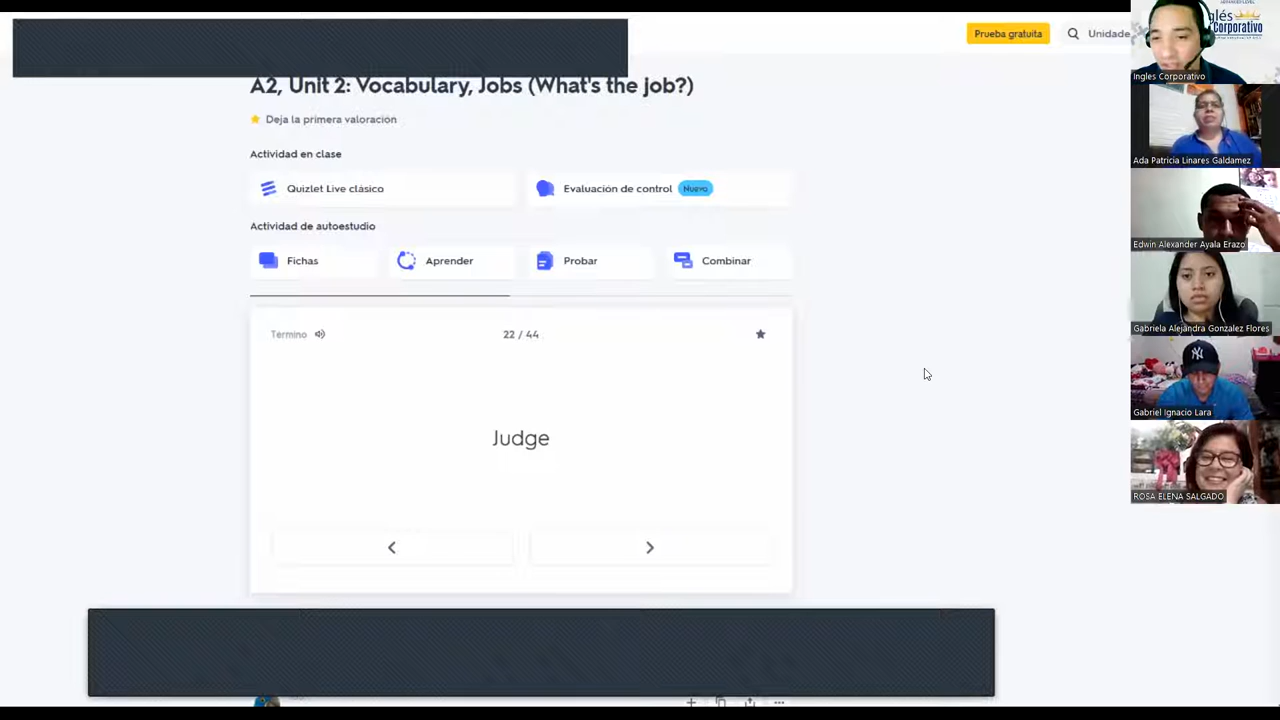 Prueba gratuita
Unidade
A2, Unit 2: Vocabulary, Jobs (What's the job?)
Deja la primera valoración
Actividad en clase
Quizlet Live clásico
Evaluación de control
Nuevo
Actividad de autoestudio
Fichas
Aprender
Probar
Combinar
Término
22 / 44
Judge
glés
Corporativo
Ingles Corporativo
Ada Patricia Linares Galdamez
Edwin Alexander Ayala Erazo
Gabriela Alejandra Gonzalez Flores
Gabriel Ignacio Lara
ROSA ELENA SALGADO